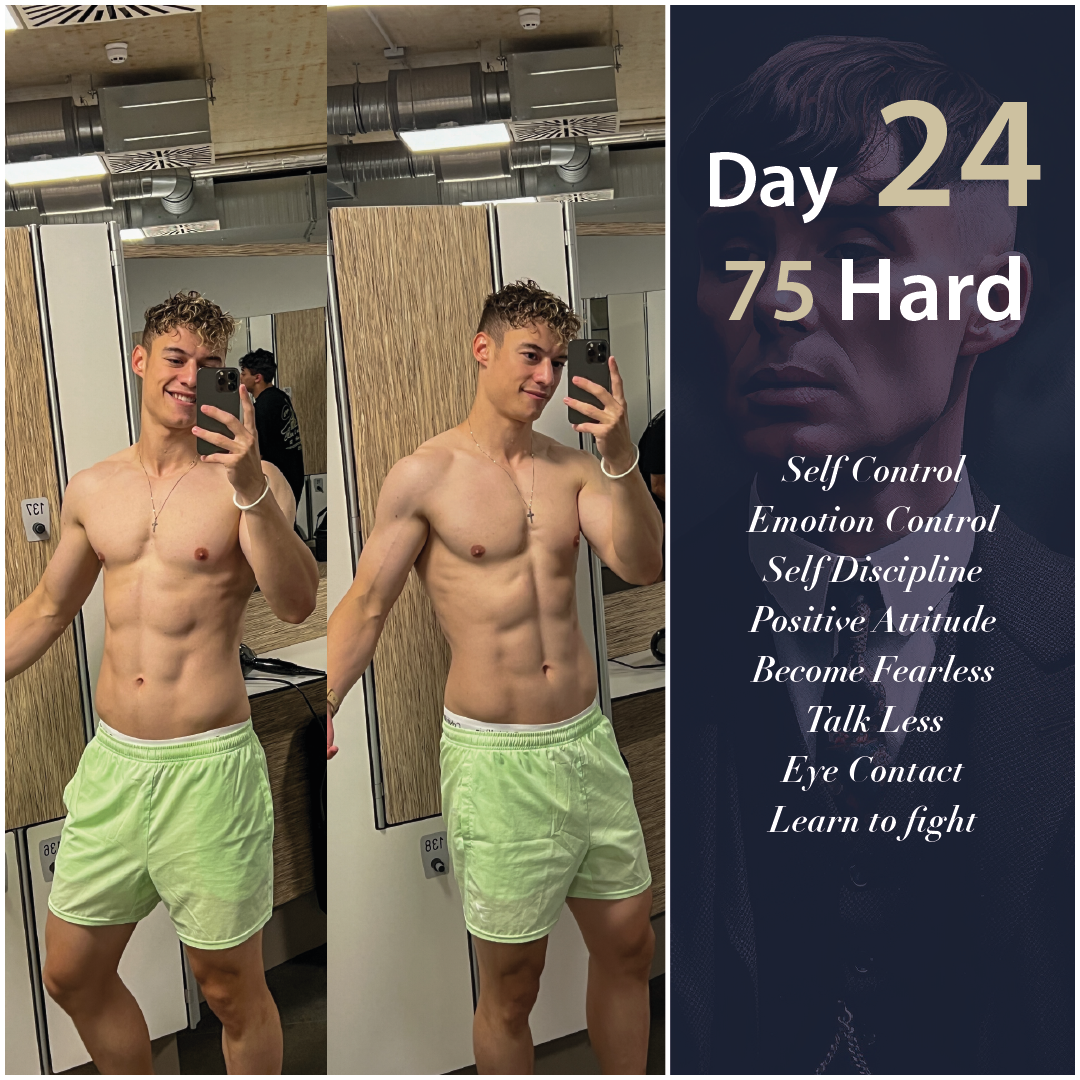 Day 24
75 Hard
Self Control
Emotion Control
Self Discipline
Positive Attitude
Become Fearless
Talk Less
Eye Contact
Learn to fight
137
138